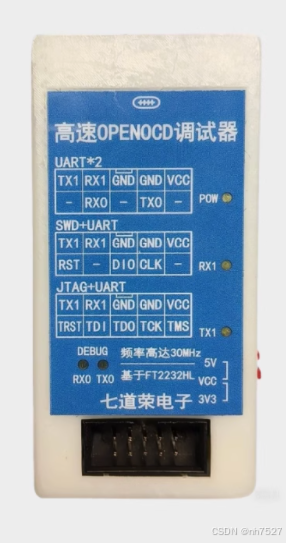 高速OPENOCD调试器
UART*2
TX1 RX1 GND GND VCC
- RX0 - TX0 -
POW
SWD+UART
TX1 RX1 GND GND VCC
RST - DIO CLK -
RX1
JTAG+UART
TX1 RX1 GND GND VCC
TRST TDI TDO TCK TMS
TX1
DEBUG 频率高达30MHz
RX0 TX0 基于FT2232HL
5V
VCC
3V3
七道荣电子
CSDN @nh7527